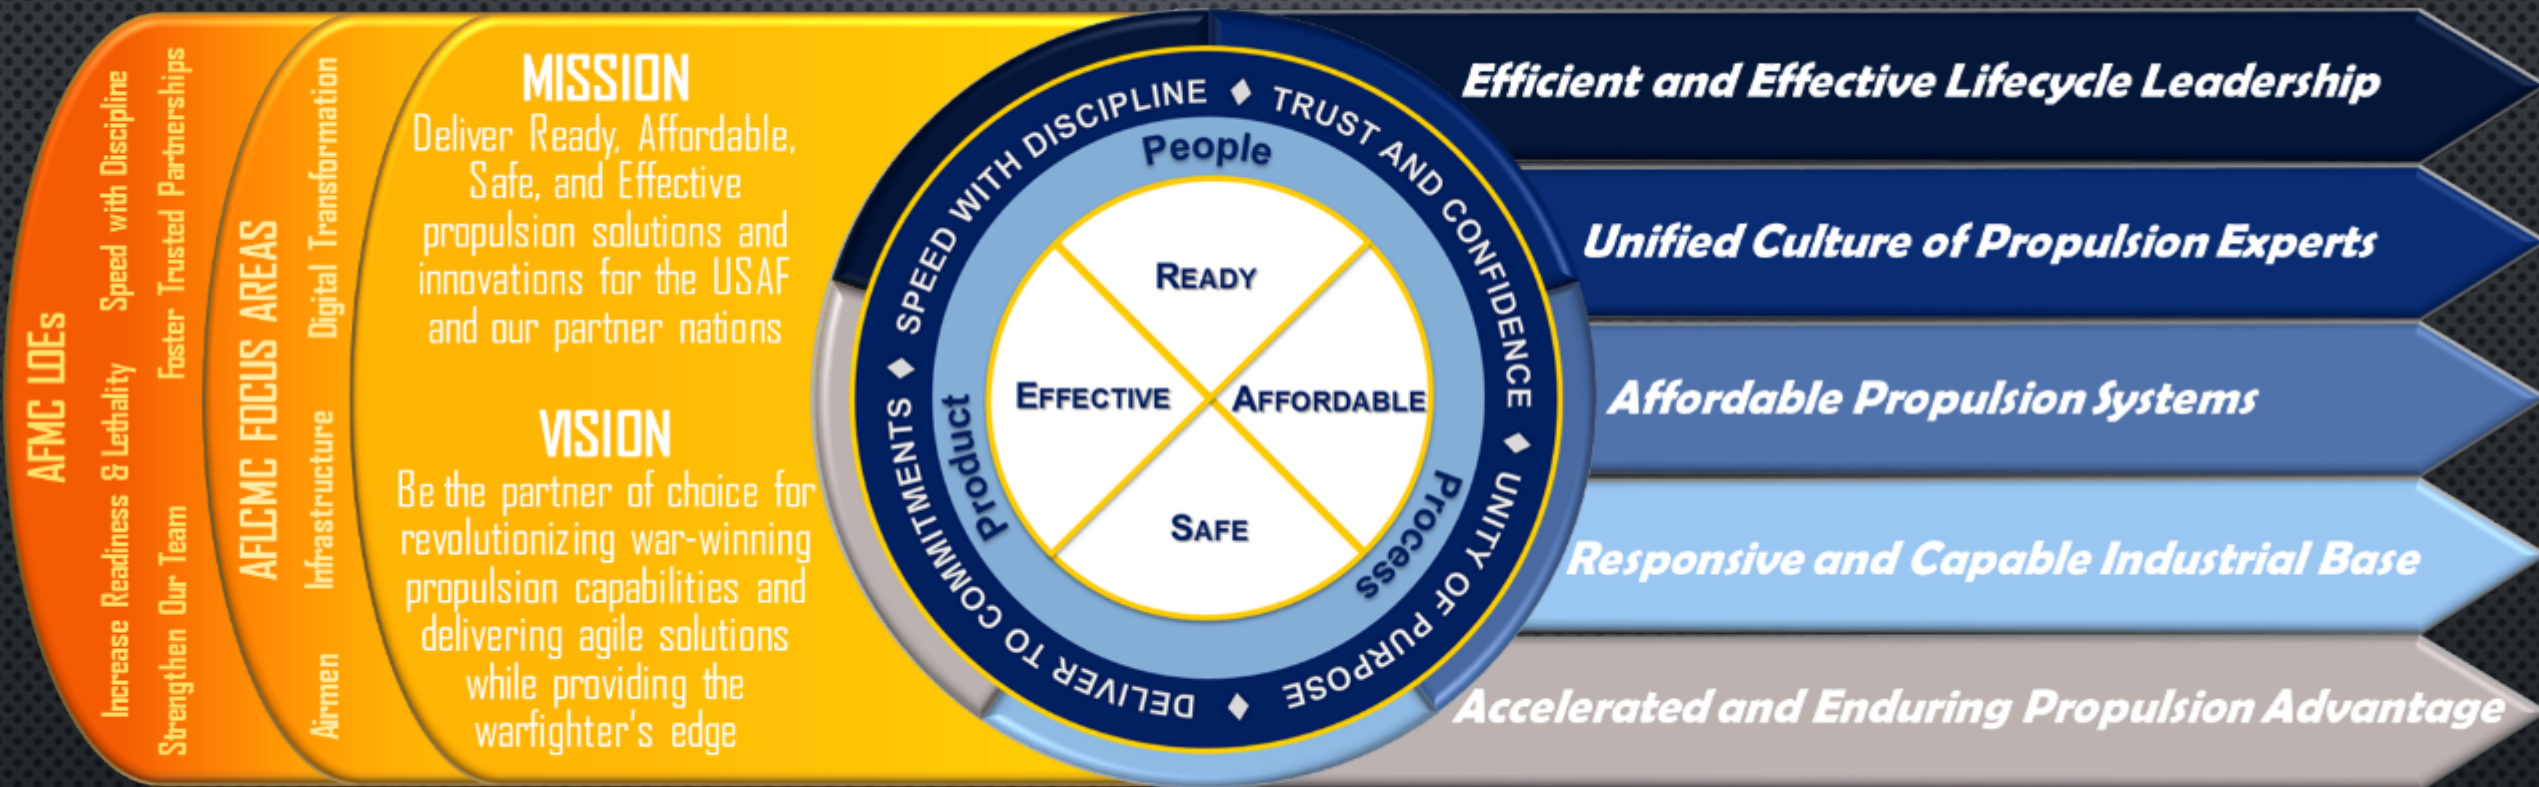 AFMC LOEs
Increase Readiness & Lethality
Speed with Discipline
Strengthen Our Team
Foster Trusted Partnerships
AFLCMC FOCUS AREAS
Airmen
Infrastructure
Digital Transformation
MISSION
Deliver Ready, Affordable,
Safe, and Effective
propulsion solutions and
innovations for the USAF
and our partner nations
VISION
Be the partner of choice for
revolutionizing war-winning
propulsion capabilities and
delivering agile solutions
while providing the
warfighter's edge
SPEED WITH DISCIPLINE
TRUST AND CONFIDENCE
UNITY OF PURPOSE
DELIVER TO COMMITMENTS
People
Process
Product
READY
EFFECTIVE
AFFORDABLE
SAFE
Efficient and Effective Lifecycle Leadership
Unified Culture of Propulsion Experts
Affordable Propulsion Systems
Responsive and Capable Industrial Base
Accelerated and Enduring Propulsion Advantage